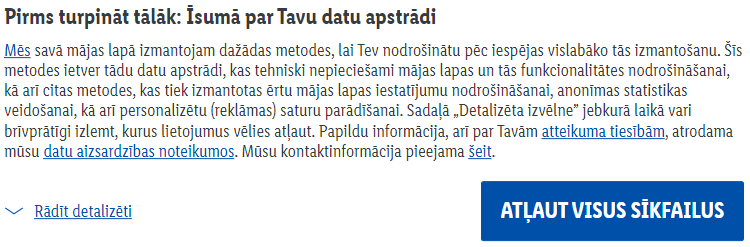 Pirms turpināt tālāk: Īsumā par Tavu datu apstrādi
Mēs savā mājas lapā izmantojam dažādas metodes, lai Tev nodrošinātu pēc iespējas vislabāko tās izmantošanu. Šīs
metodes ietver tādu datu apstrādi, kas tehniski nepieciešami mājas lapas un tās funkcionalitātes nodrošināšanai,
kā arī citas metodes, kas tiek izmantotas ērtu mājas lapas iestatījumu nodrošināšanai, anonīmas statistikas
veidošanai, kā arī personalizētu (reklāmas) saturu parādīšanai. Sadaļā „Detalizēta izvēlne” jebkurā laikā vari
brīvprātīgi izlemt, kurus lietojumus vēlies atļaut. Papildu informācija, arī par Tavām atteikuma tiesībām, atrodama
mūsu datu aizsardzības noteikumos. Mūsu kontaktinformācija pieejama šeit.
Rādīt detalizēti
ATĻAUT VISUS SĪKFAILUS